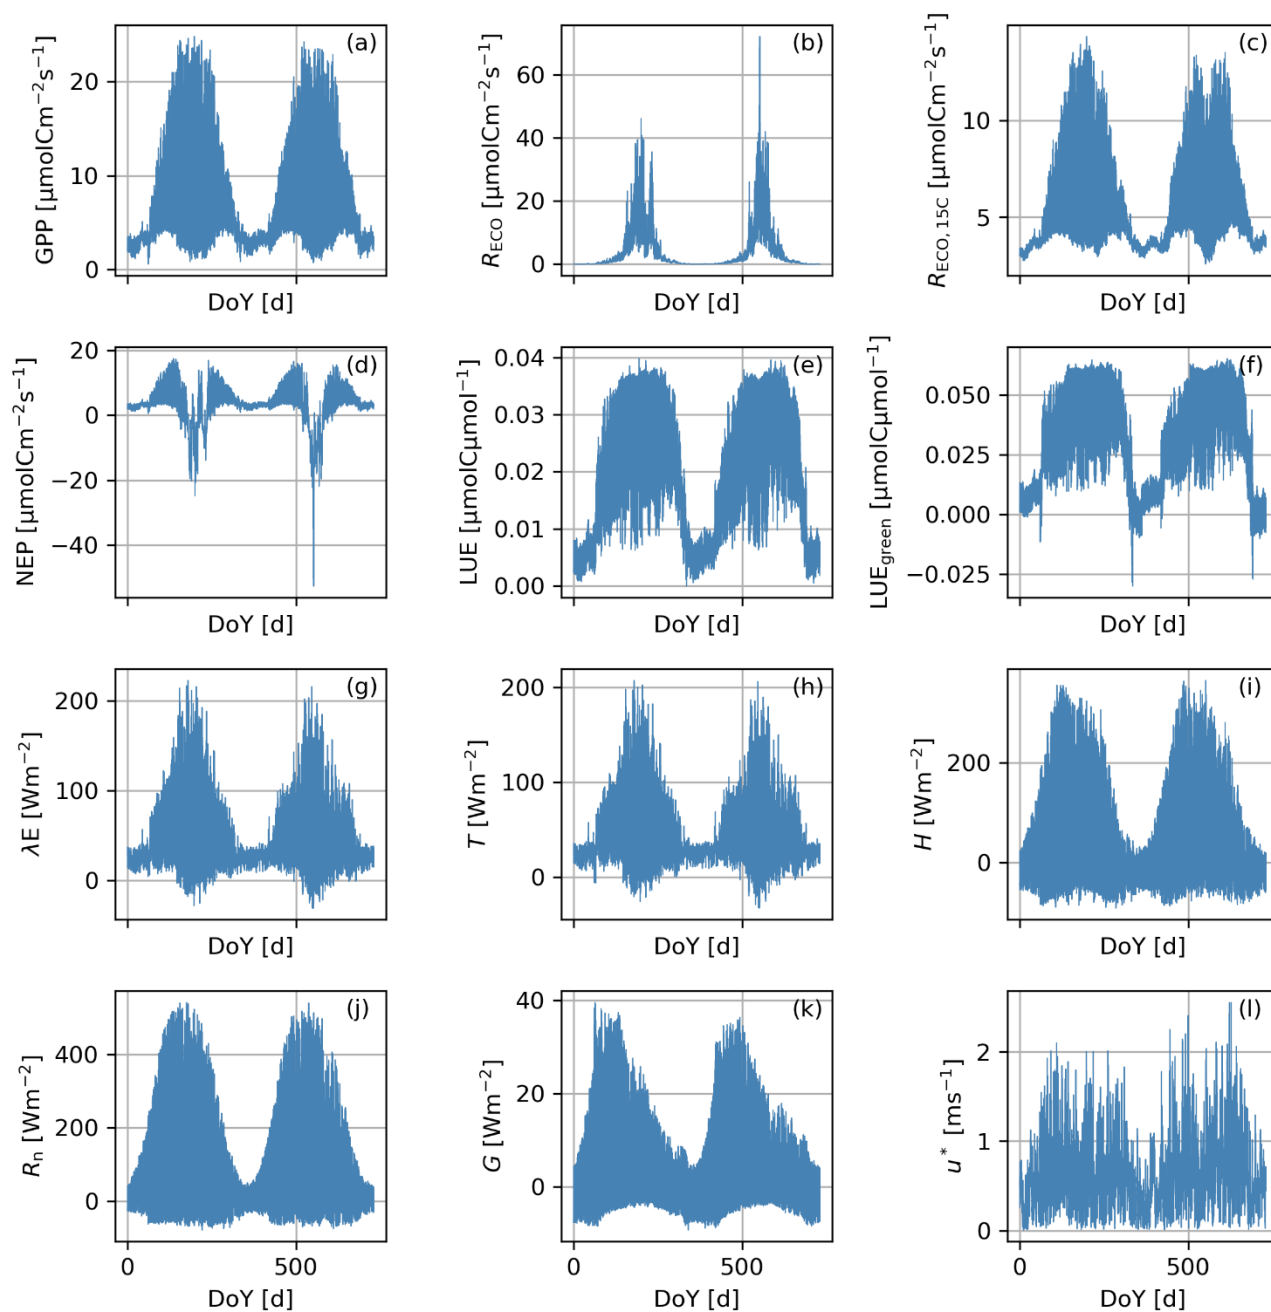 (a)
GPP [µmolCm⁻²s⁻¹]
20
10
0
DoY [d]
(b)
R_ECO [µmolCm⁻²s⁻¹]
60
40
20
0
DoY [d]
(c)
R_ECO, 15C [µmolCm⁻²s⁻¹]
10
5
DoY [d]
(d)
NEP [µmolCm⁻²s⁻¹]
20
0
−20
−40
DoY [d]
(e)
LUE [µmolCµmol⁻¹]
0.04
0.03
0.02
0.01
0.00
DoY [d]
(f)
LUE_green [µmolCµmol⁻¹]
0.050
0.025
0.000
−0.025
DoY [d]
(g)
λE [Wm⁻²]
200
100
0
DoY [d]
(h)
T [Wm⁻²]
200
100
0
DoY [d]
(i)
H [Wm⁻²]
200
0
DoY [d]
(j)
R_n [Wm⁻²]
400
200
0
0 500
DoY [d]
(k)
G [Wm⁻²]
40
20
0
0 500
DoY [d]
(l)
u* [ms⁻¹]
2
1
0
0 500
DoY [d]